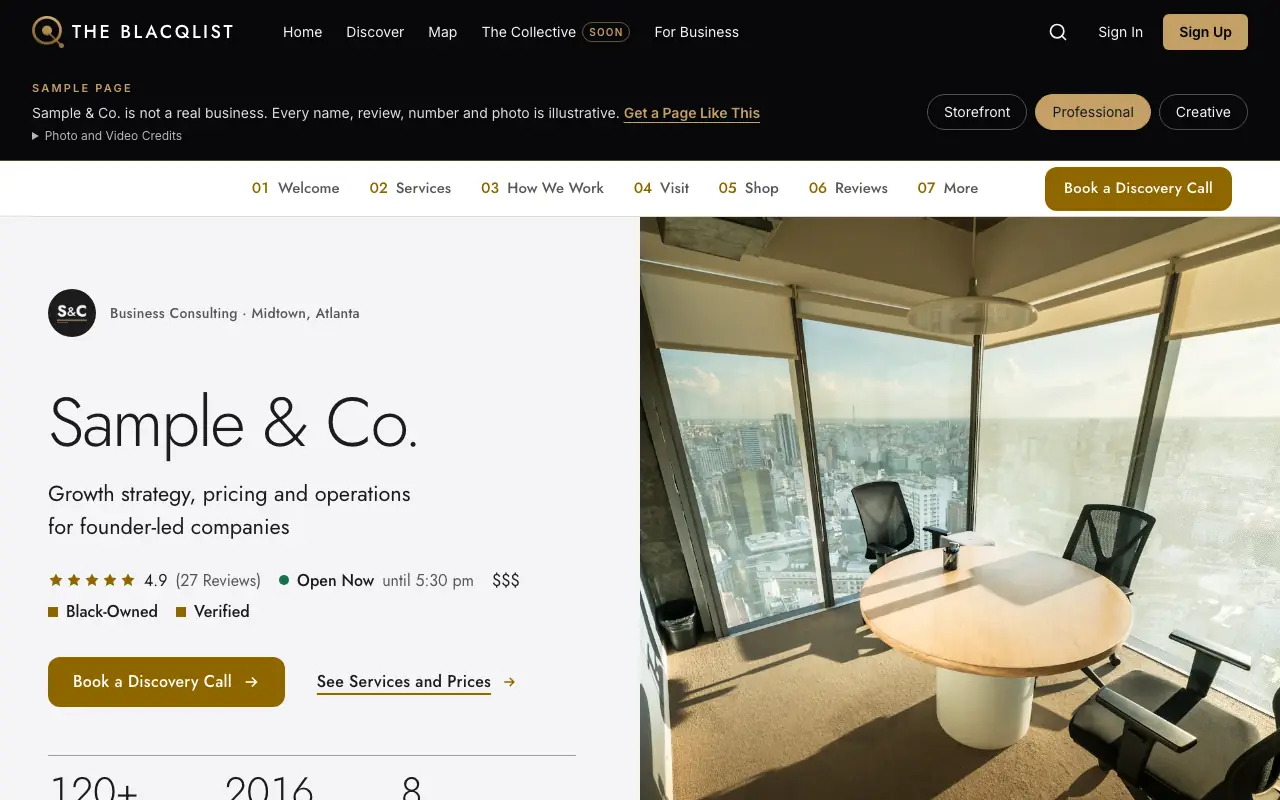 THE BLACQLIST
Home
Discover
Map
The Collective SOON
For Business
Sign In
Sign Up
SAMPLE PAGE
Sample & Co. is not a real business. Every name, review, number and photo is illustrative. Get a Page Like This
Photo and Video Credits
Storefront
Professional
Creative
01 Welcome
02 Services
03 How We Work
04 Visit
05 Shop
06 Reviews
07 More
Book a Discovery Call
S&C
Business Consulting · Midtown, Atlanta
Sample & Co.
Growth strategy, pricing and operations
for founder-led companies
4.9 (27 Reviews) Open Now until 5:30 pm $$$
Black-Owned Verified
Book a Discovery Call →
See Services and Prices →
120+ 2016 8